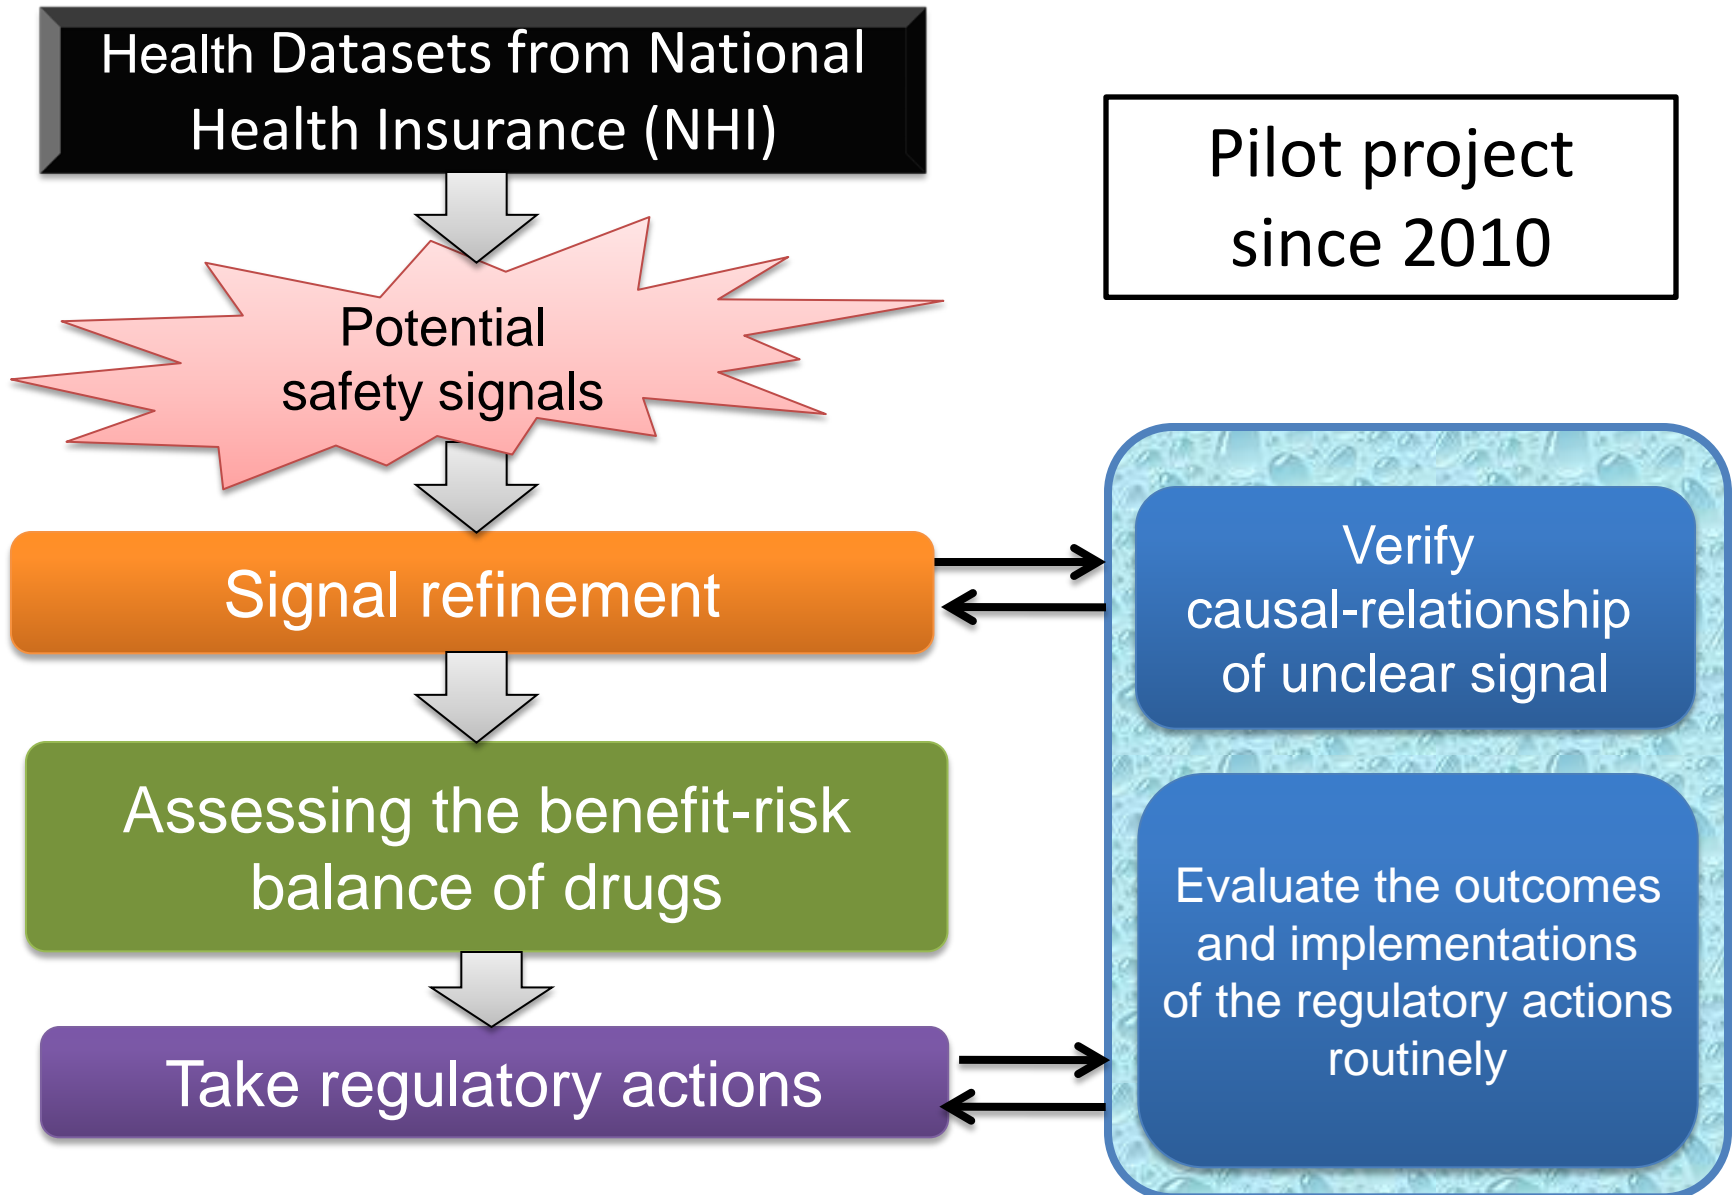 Health Datasets from National
Health Insurance (NHI)
Pilot project
since 2010
Potential
safety signals
Signal refinement
Verify
causal-relationship
of unclear signal
Assessing the benefit-risk
balance of drugs
Evaluate the outcomes
and implementations
of the regulatory actions
routinely
Take regulatory actions